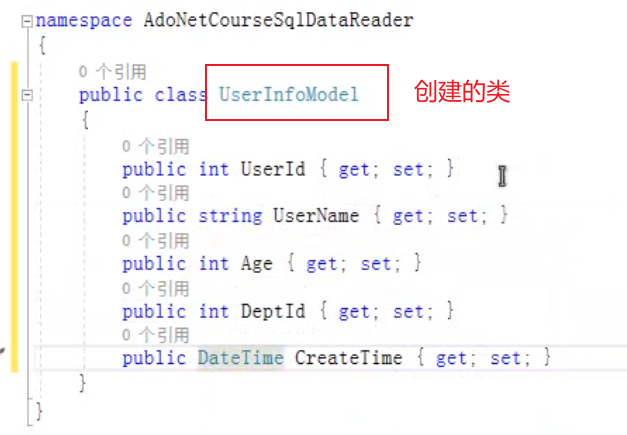 namespace AdoNetCourseSqlDataReader
{
0 个引用
public class UserInfoModel 创建的类
{
0 个引用
public int UserId { get; set; }
0 个引用
public string UserName { get; set; }
0 个引用
public int Age { get; set; }
0 个引用
public int DeptId { get; set; }
0 个引用
public DateTime CreateTime { get; set; }
}
}